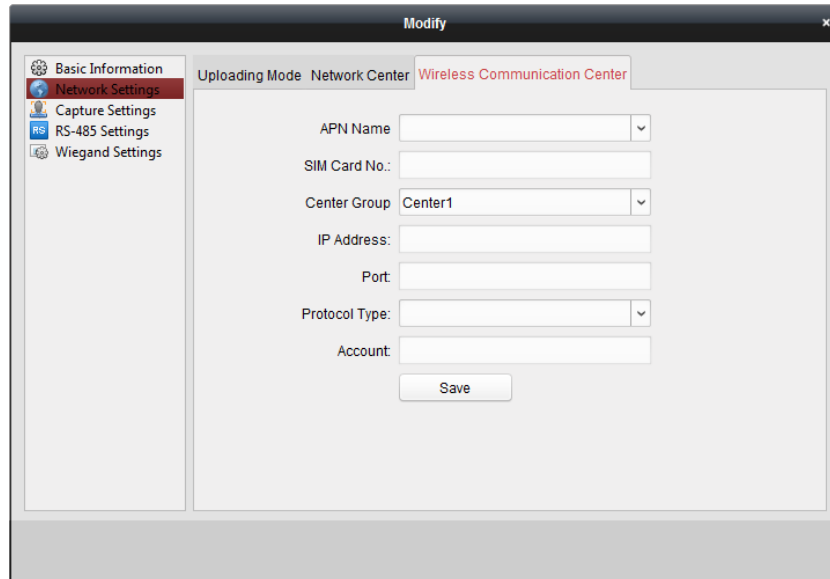 Modify
×
Basic Information
Network Settings
Capture Settings
RS RS-485 Settings
Wiegand Settings
Uploading Mode Network Center Wireless Communication Center
APN Name
SIM Card No.:
Center Group Center1
IP Address:
Port:
Protocol Type:
Account:
Save